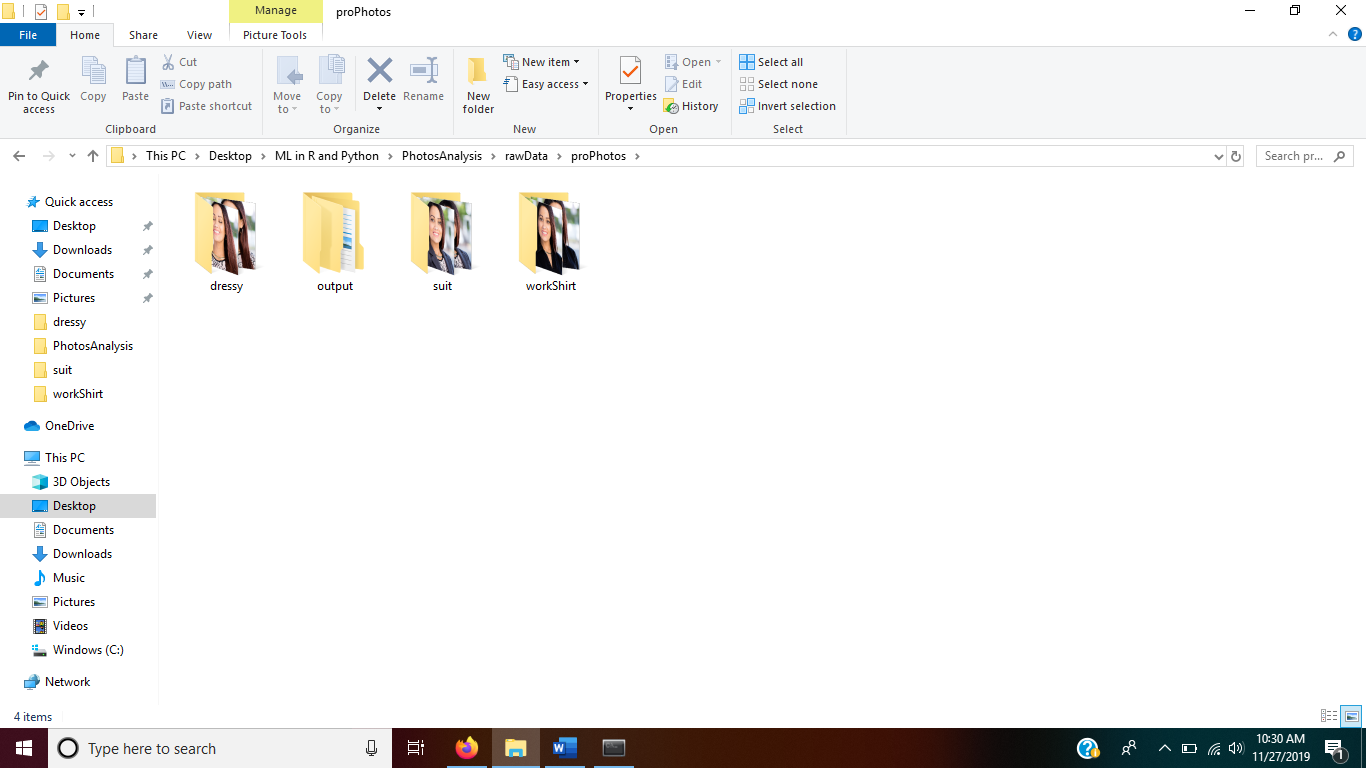 Manage
proPhotos
File
Home
Share
View
Picture Tools
Pin to Quick
access
Copy
Paste
Cut
Copy path
Paste shortcut
Clipboard
Move
to
Copy
to
Delete
Rename
Organize
New
folder
New item
Easy access
New
Properties
Open
Edit
History
Open
Select all
Select none
Invert selection
Select
This PC
Desktop
ML in R and Python
PhotosAnalysis
rawData
proPhotos
Search pr...
Quick access
Desktop
Downloads
Documents
Pictures
dressy
PhotosAnalysis
suit
workShirt
OneDrive
This PC
3D Objects
Desktop
Documents
Downloads
Music
Pictures
Videos
Windows (C:)
Network
dressy
output
suit
workShirt
4 items
Type here to search
10:30 AM
11/27/2019
1